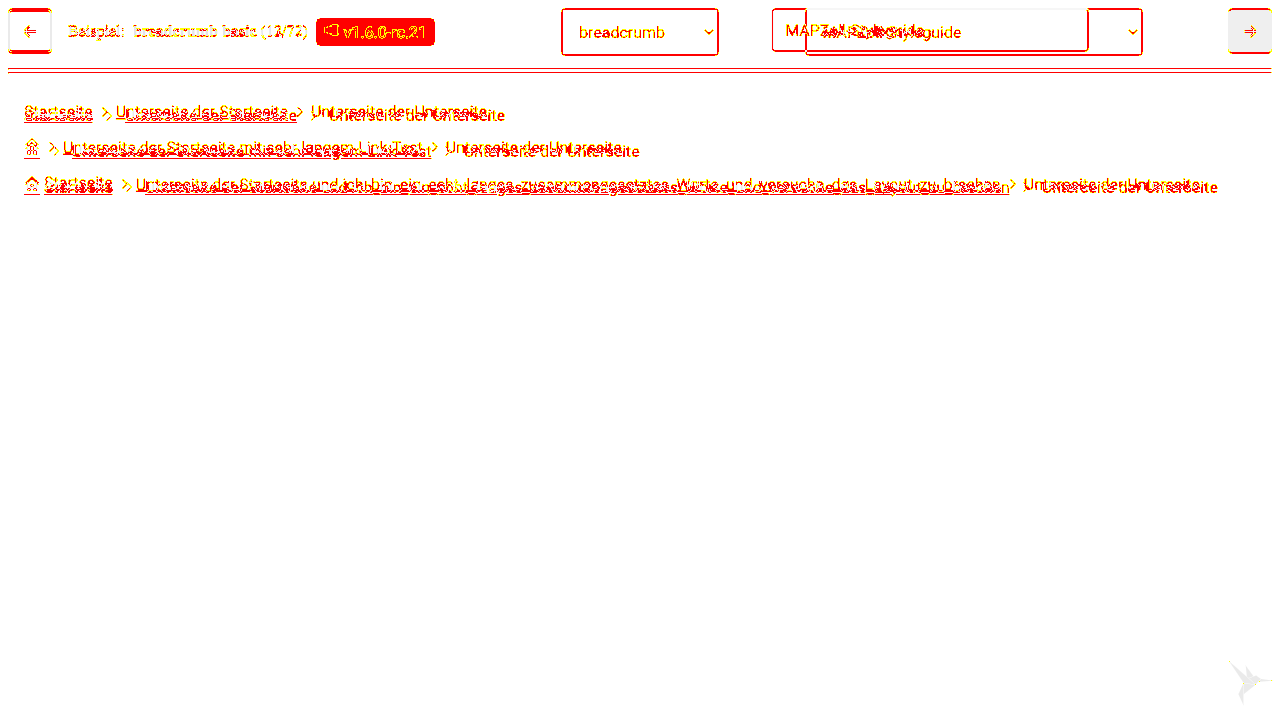 ← Beispiel: breadcrumb basic (12/72) v1.6.0-rc.21 breadcrumb MAPZ Styleguide →
Startseite > Unterseite der Startseite > Unterseite der Unterseite
> Unterseite der Startseite mit sehr langem Link-Text > Unterseite der Unterseite
Startseite > Unterseite der Startseite und ich bin ein sehr langes zusammengesetztes Wort und versuche das Layout zu brechen > Unterseite der Unterseite